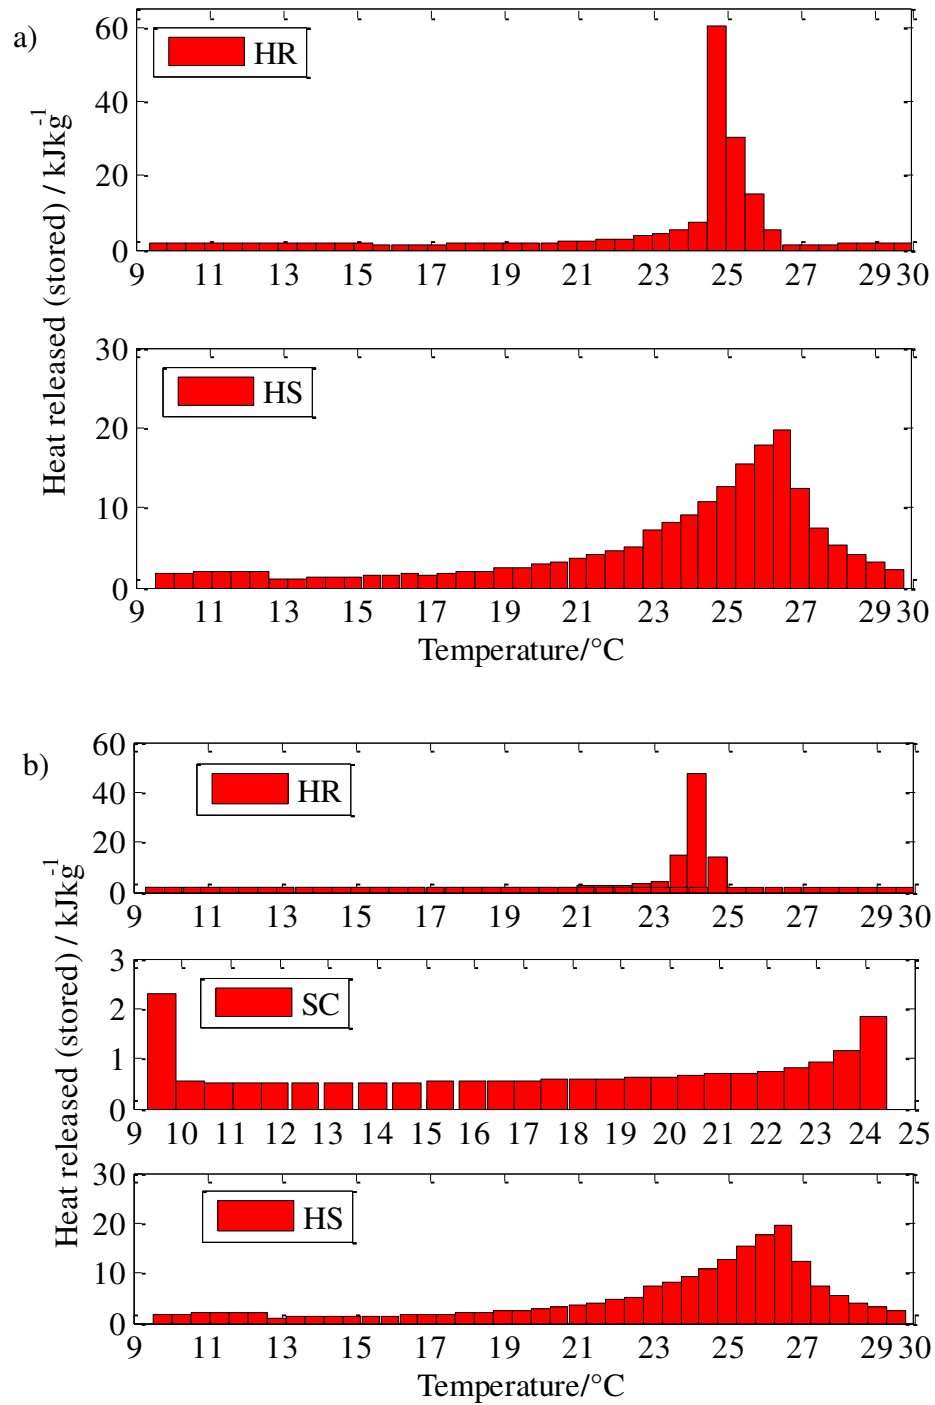 a)
HR
60
40
20
0
9 11 13 15 17 19 21 23 25 27 29 30
Heat released (stored) / kJkg-1
HS
30
20
10
0
9 11 13 15 17 19 21 23 25 27 29 30
Temperature/°C
b)
HR
60
40
20
0
9 11 13 15 17 19 21 23 25 27 29 30
Heat released (stored) / kJkg-1
SC
3
2
1
0
9 10 11 12 13 14 15 16 17 18 19 20 21 22 23 24 25
HS
30
20
10
0
9 11 13 15 17 19 21 23 25 27 29 30
Temperature/°C